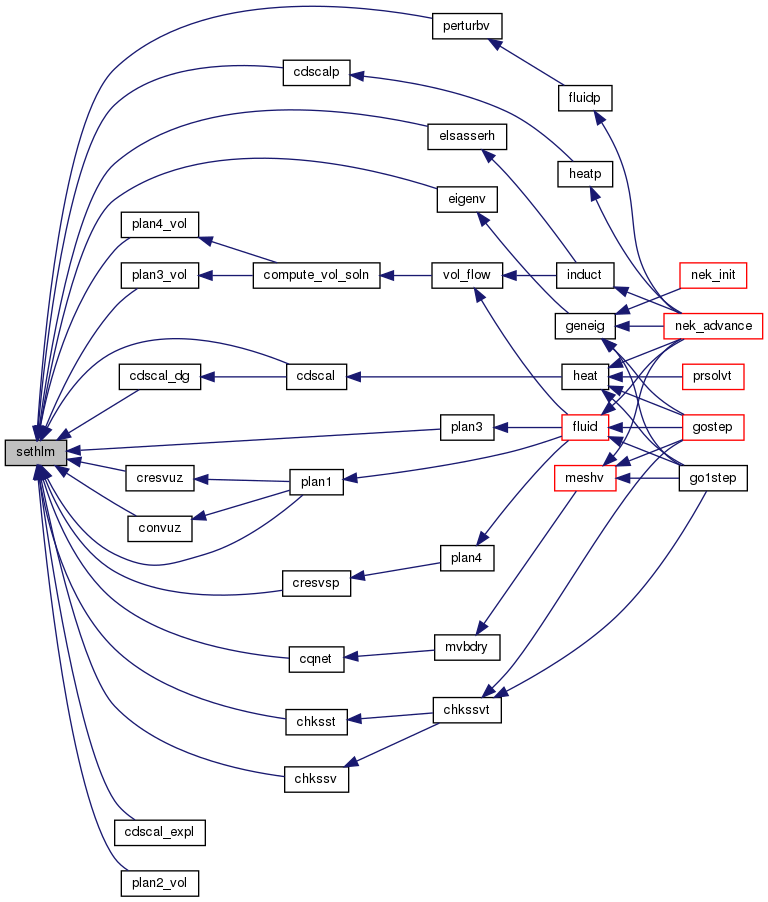 perturbv
cdscalp
fluidp
elsasserh
heatp
eigenv
plan4_vol
plan3_vol
compute_vol_soln
vol_flow
induct
nek_init
geneig
nek_advance
cdscal_dg
cdscal
heat
prsolvt
plan3
fluid
gostep
sethlm
cresvuz
plan1
meshv
go1step
convuz
plan4
cresvsp
mvbdry
cqnet
chksst
chkssvt
chkssv
cdscal_expl
plan2_vol